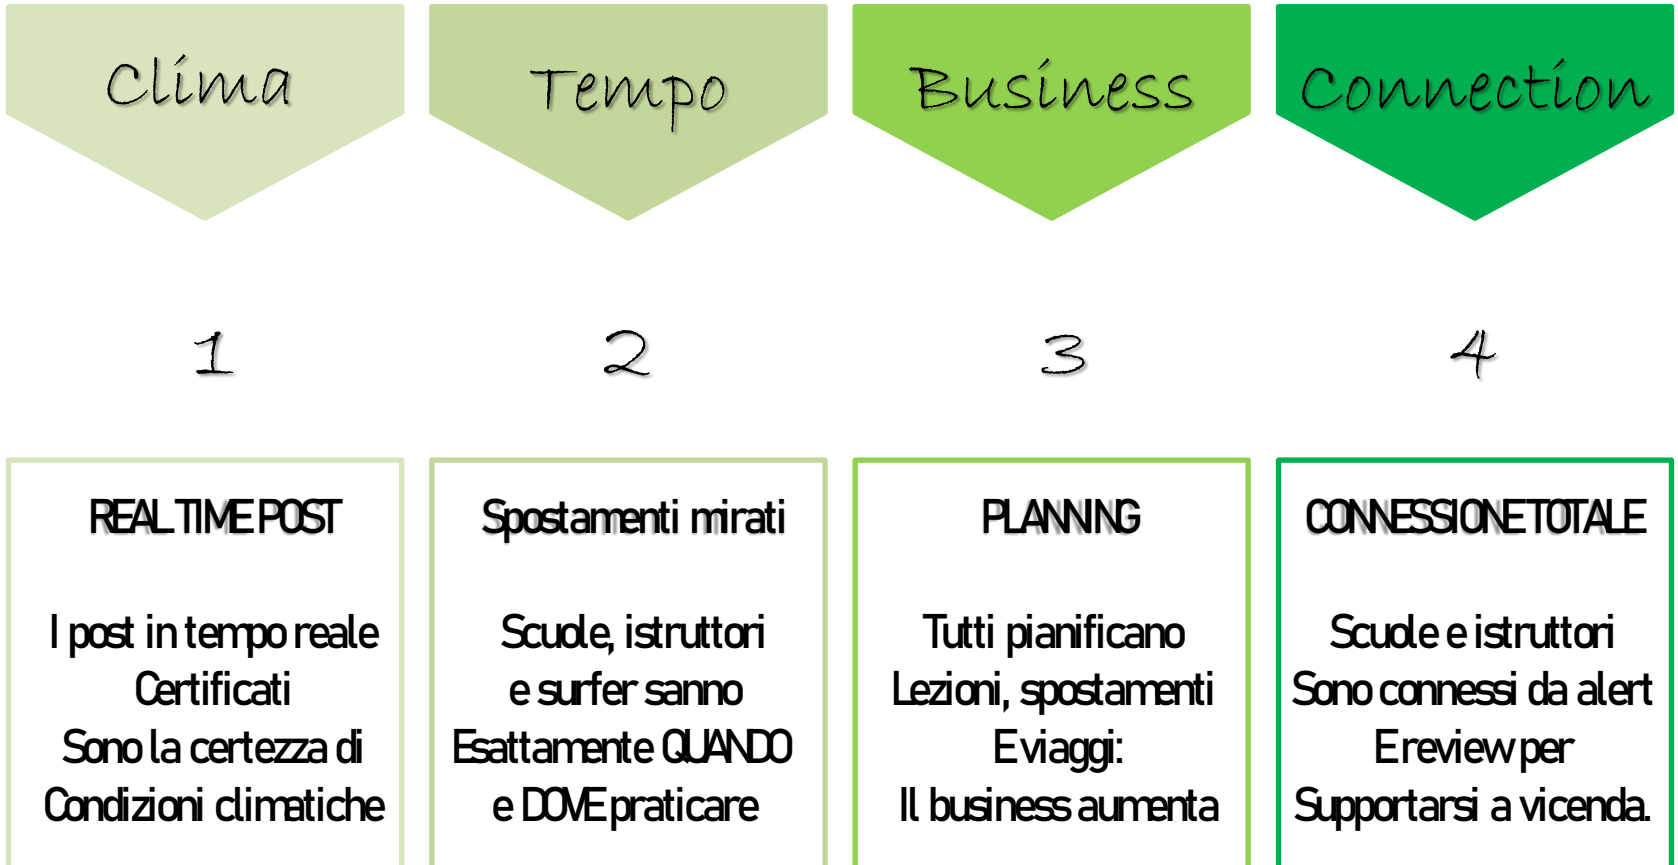 Clima
Tempo
Business
Connection
1
2
3
4
REAL TIME POST
I post in tempo reale
Certificati
Sono la certezza di
Condizioni climatiche
Spostamenti mirati
Scuole, istruttori
e surfer sanno
Esattamente QUANDO
e DOVE praticare
PLANNING
Tutti pianificano
Lezioni, spostamenti
E viaggi:
Il business aumenta
CONNESSIONE TOTALE
Scuole e istruttori
Sono connessi da alert
E review per
Supportarsi a vicenda.